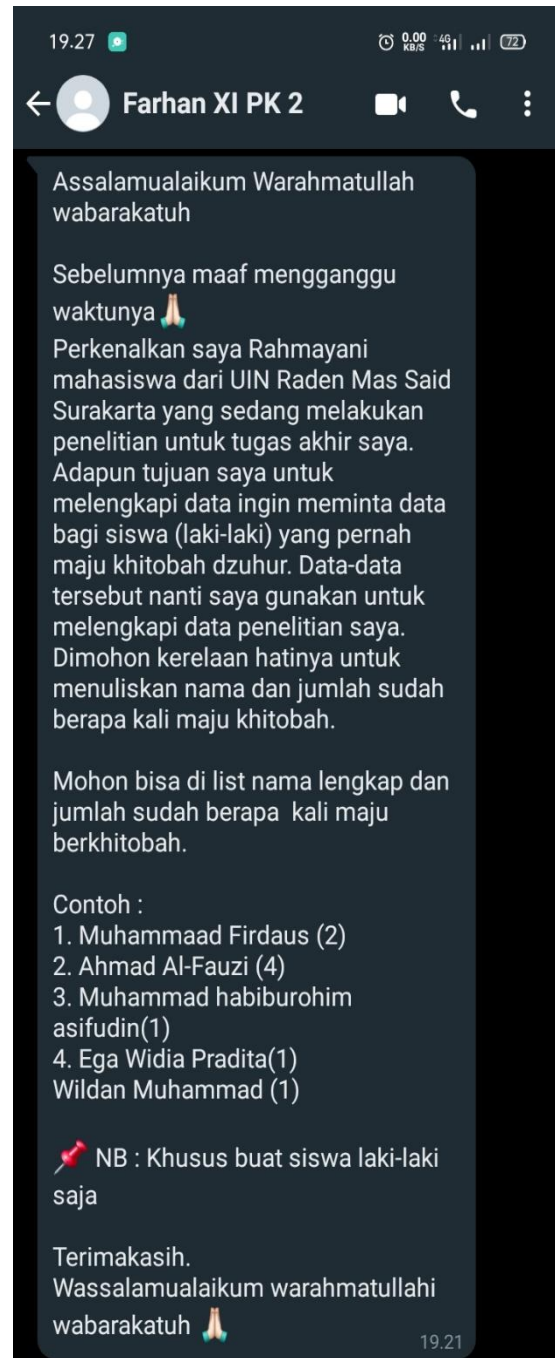 19.27 0.00 KB/S 4G 72
Farhan XI PK 2
Assalamualaikum Warahmatullah
wabarakatuh
Sebelumnya maaf mengganggu
waktunya🙏🏻
Perkenalkan saya Rahmayani
mahasiswa dari UIN Raden Mas Said
Surakarta yang sedang melakukan
penelitian untuk tugas akhir saya.
Adapun tujuan saya untuk
melengkapi data ingin meminta data
bagi siswa (laki-laki) yang pernah
maju khitobah dzuhur. Data-data
tersebut nanti saya gunakan untuk
melengkapi data penelitian saya.
Dimohon kerelaan hatinya untuk
menuliskan nama dan jumlah sudah
berapa kali maju khitobah.
Mohon bisa di list nama lengkap dan
jumlah sudah berapa kali maju
berkhitobah.
Contoh :
1. Muhammaad Firdaus (2)
2. Ahmad Al-Fauzi (4)
3. Muhammad habiburohim
asifudin(1)
4. Ega Widia Pradita(1)
Wildan Muhammad (1)
📌 NB : Khusus buat siswa laki-laki
saja
Terimakasih.
Wassalamualaikum warahmatullahi
wabarakatuh 🙏🏻
19.21